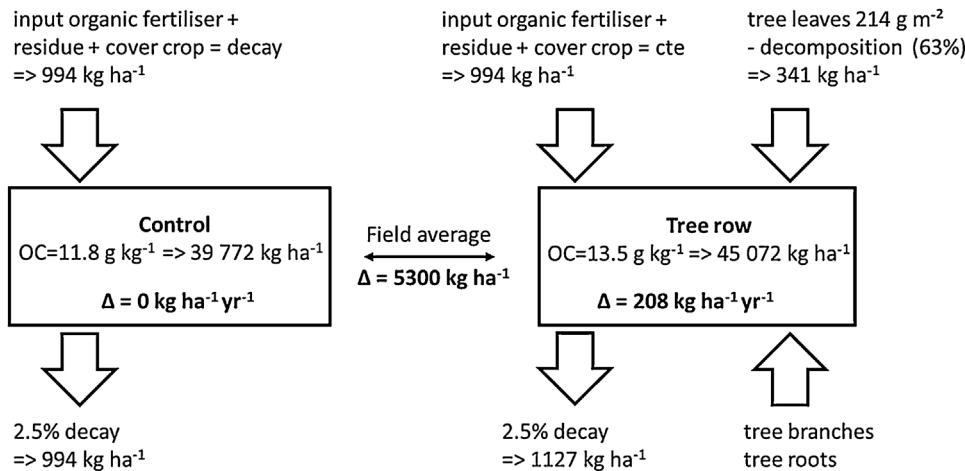 input organic fertiliser +
residue + cover crop = decay
=> 994 kg ha⁻¹
input organic fertiliser +
residue + cover crop = cte
=> 994 kg ha⁻¹
tree leaves 214 g m⁻²
- decomposition (63%)
=> 341 kg ha⁻¹
Control
OC=11.8 g kg⁻¹ => 39 772 kg ha⁻¹
Δ = 0 kg ha⁻¹ yr⁻¹
Field average
Δ = 5300 kg ha⁻¹
Tree row
OC=13.5 g kg⁻¹ => 45 072 kg ha⁻¹
Δ = 208 kg ha⁻¹ yr⁻¹
2.5% decay
=> 994 kg ha⁻¹
2.5% decay
=> 1127 kg ha⁻¹
tree branches
tree roots